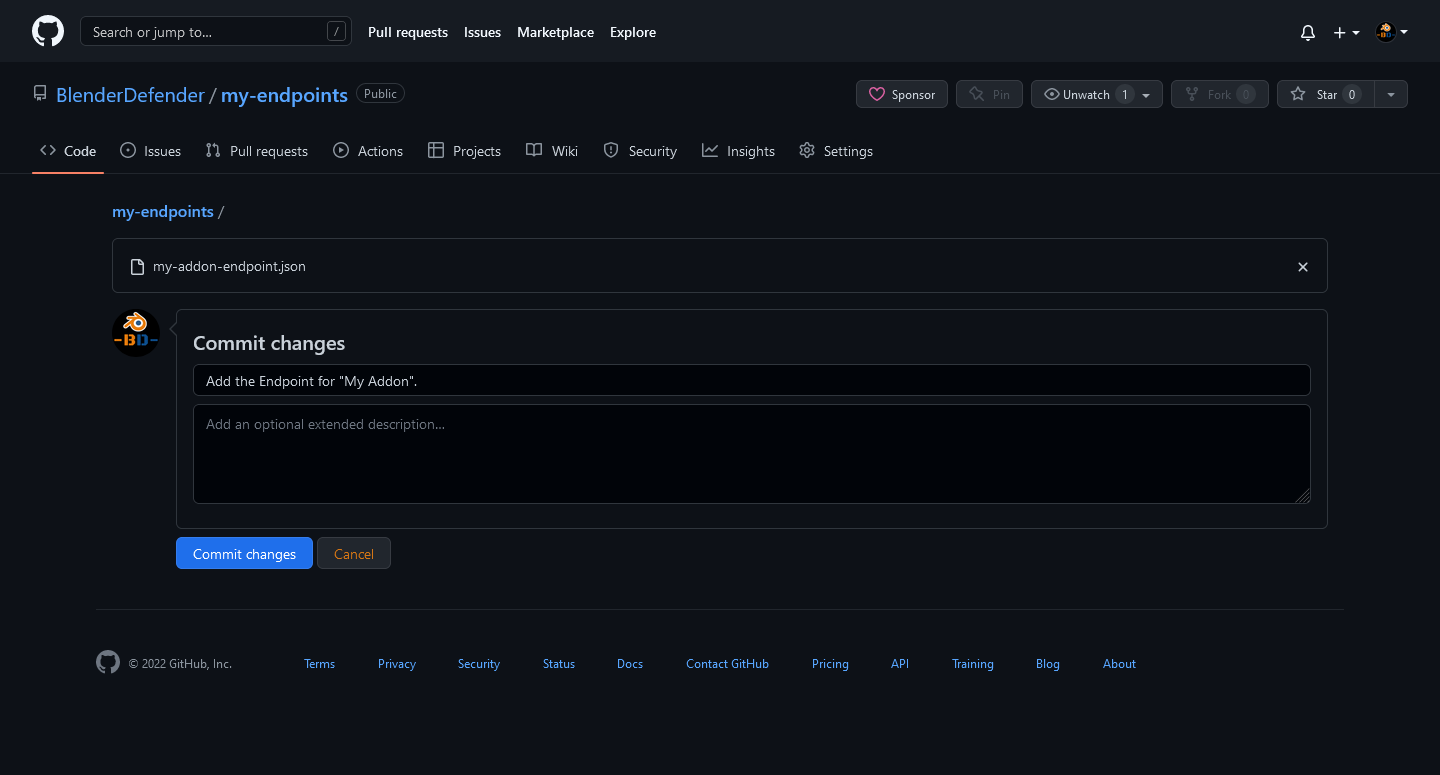 Search or jump to... /
Pull requests Issues Marketplace Explore
BlenderDefender / my-endpoints Public
Sponsor Pin Unwatch 1 Fork 0 Star 0
Code Issues Pull requests Actions Projects Wiki Security Insights Settings
my-endpoints /
my-addon-endpoint.json
-BD-
Commit changes
Add the Endpoint for "My Addon".
Add an optional extended description...
Commit changes Cancel
© 2022 GitHub, Inc. Terms Privacy Security Status Docs Contact GitHub Pricing API Training Blog About